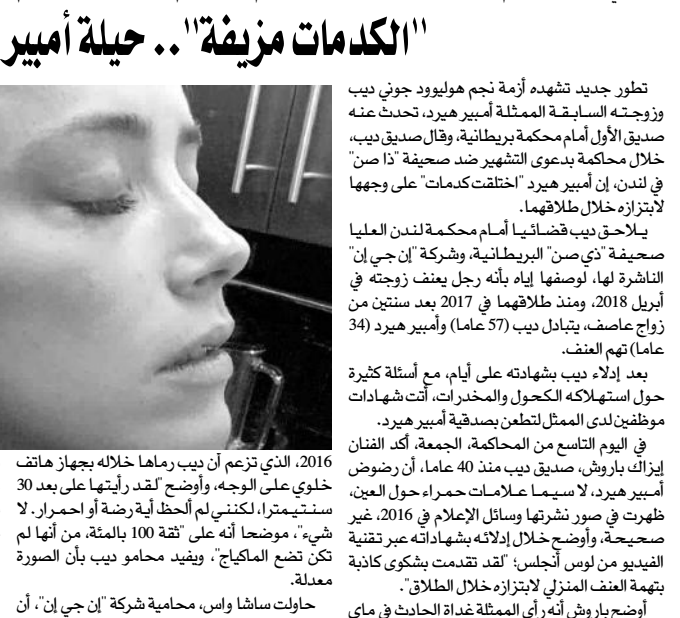 "الكدمات مزيفة".. حيلة أمبير
تطور جديد تشهده أزمة نجم هوليوود جوني ديب
وزوجته السابقة الممثلة أمبير هيرد، تحدث عنه
صديق الأول أمام محكمة بريطانية، وقال صديق ديب،
خلال محاكمة بدعوى التشهير ضد صحيفة "ذا صن"
في لندن، إن أمبير هيرد "اختلقت كدمات" على وجهها
لابتزازه خلال طلاقهما.
يلاحق ديب قضائيا أمام محكمة لندن العليا
صحيفة "ذي صن" البريطانية، وشركة "إن جي إن"
الناشرة لها، لوصفها إياه بأنه رجل يعنف زوجته في
أبريل 2018، ومنذ طلاقهما في 2017 بعد سنتين من
زواج عاصف، يتبادل ديب (57 عاما) وأمبير هيرد (34
عاما) تهم العنف.
بعد إدلاء ديب بشهادته على أيام، مع أسئلة كثيرة
حول استهلاكه الكحول والمخدرات، أتت شهادات
موظفين لدى الممثل لتطعن بصدقية أمبير هيرد.
في اليوم التاسع من المحاكمة، الجمعة، أكد الفنان
إيزاك باروش، صديق ديب منذ 40 عاما، أن رضوض
أمبير هيرد، لا سيما علامات حمراء حول العين،
ظهرت في صور نشرتها وسائل الإعلام في 2016، غير
صحيحة، وأوضح خلال إدلائه بشهاداته عبر تقنية
الفيديو من لوس أنجلس؛ "لقد تقدمت بشكوى كاذبة
بتهمة العنف المنزلي لابتزازه خلال الطلاق".
أوضح باروش أنه رأى الممثلة غداة الحادث في ماي
2016، الذي تزعم أن ديب رماها خلاله بجهاز هاتف
خلوي على الوجه، وأوضح "لقد رأيتها على بعد 30
سنتيمترا، لكنني لم ألحظ أية رضة أو احمرار. لا
شيء"، موضحا أنه على "ثقة 100 بالمئة، من أنها لم
تكن تضع الماكياج"، ويفيد محامو ديب بأن الصورة
معدلة.
حاولت ساشا واس، محامية شركة "إن جي إن"، أن